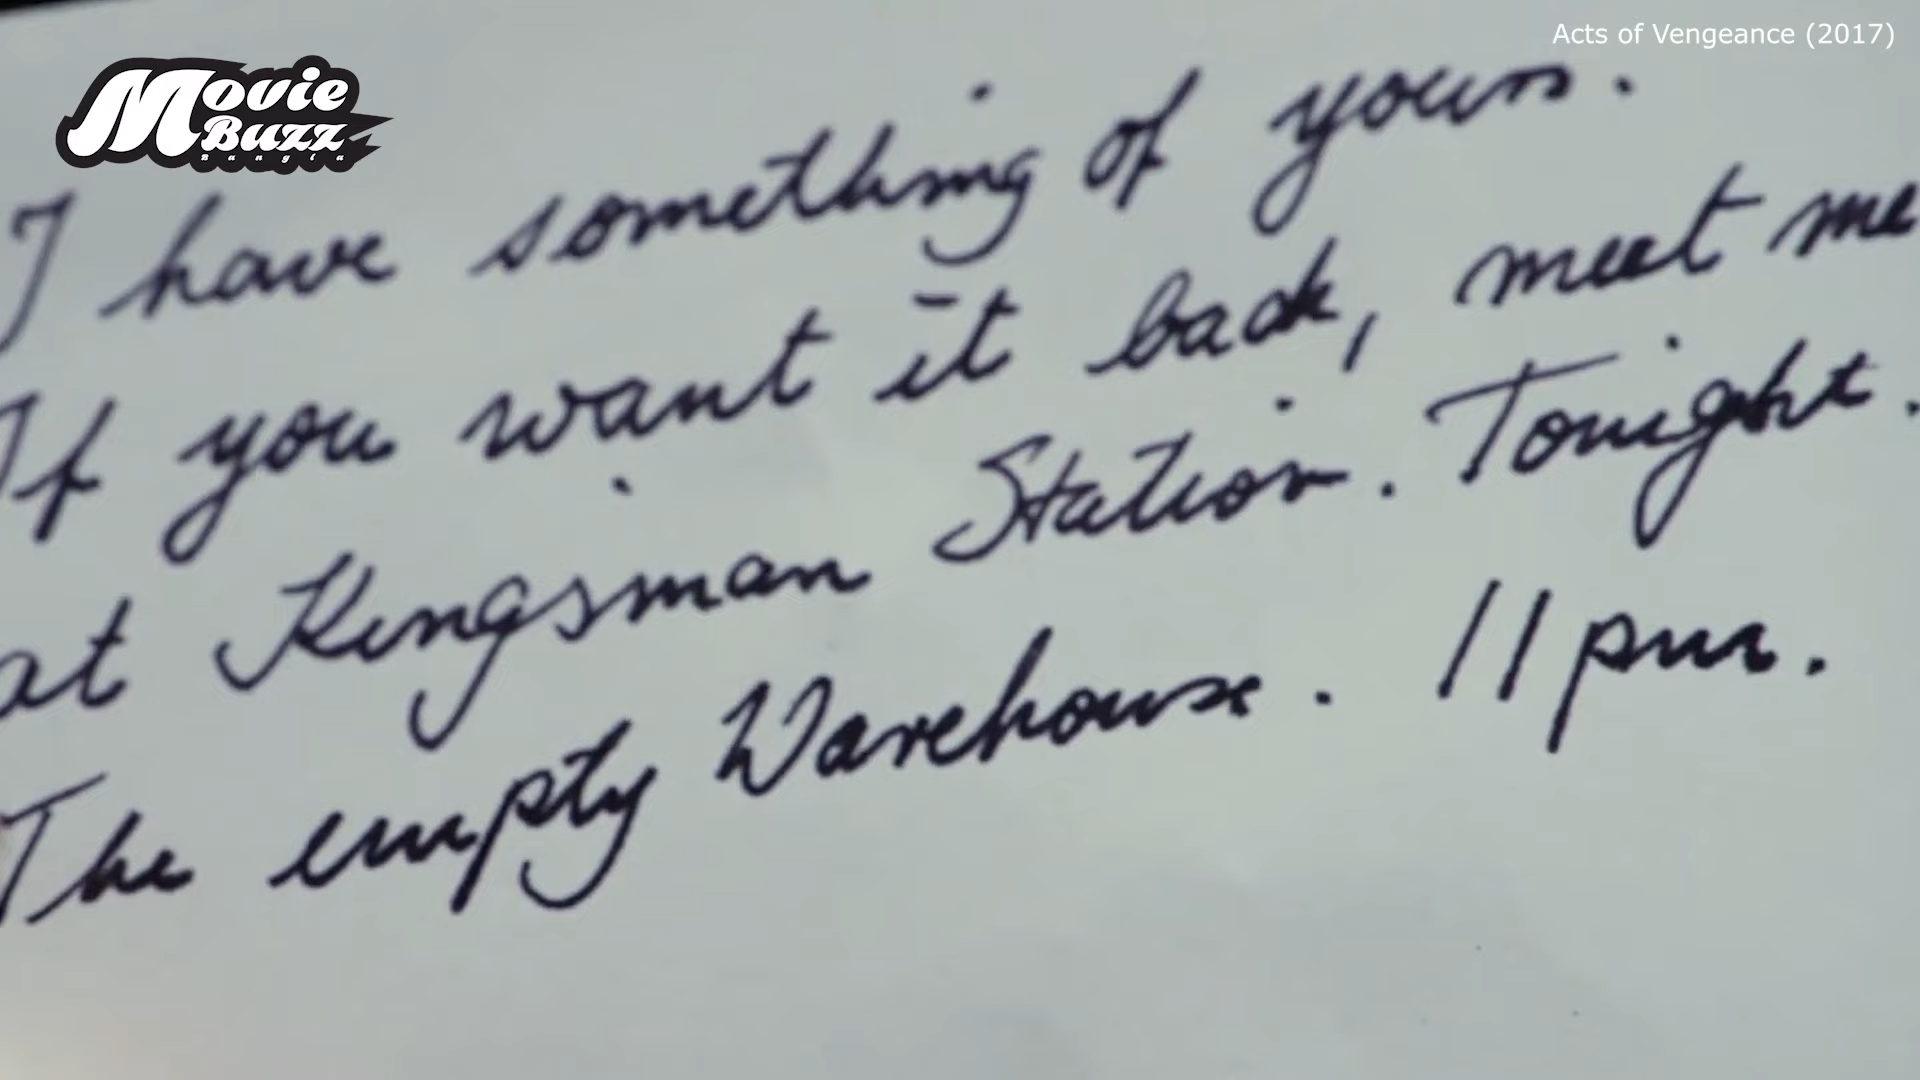 Acts of Vengeance (2017)
Movie
Buzz
Bangla
I have something of yours.
If you want it back, meet me
at Kingsman Station. Tonight.
The empty Warehouse. 11pm.